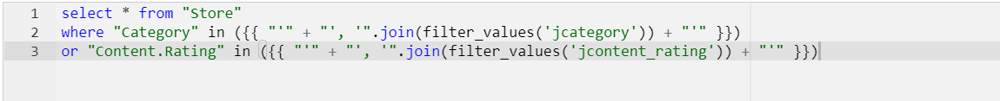 1 select * from "Store"
2 where "Category" in ({{ "'" + "', '".join(filter_values('jcategory')) + "'" }})
3 or "Content.Rating" in ({{ "'" + "', '".join(filter_values('jcontent_rating')) + "'" }})